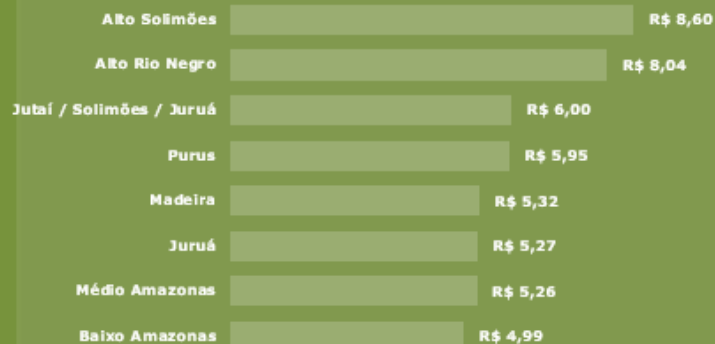 Alto Solimões R$ 8,60
Alto Rio Negro R$ 8,04
Jutaí / Solimões / Juruá R$ 6,00
Purus R$ 5,95
Madeira R$ 5,32
Juruá R$ 5,27
Médio Amazonas R$ 5,26
Baixo Amazonas R$ 4,99